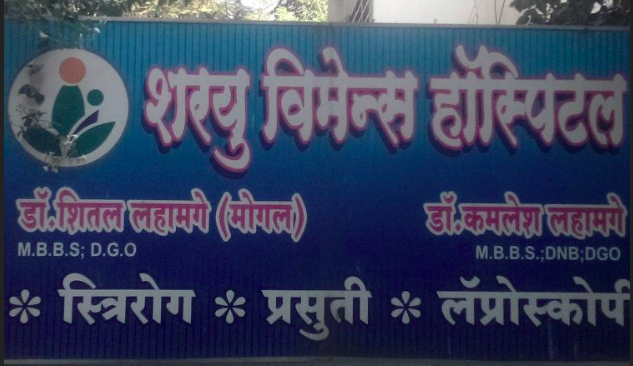 शरयु विमेन्स हॉस्पिटल
डॉ.शितल लहामगे (मोगल)
M.B.B.S; D.G.O
डॉ.कमलेश लहामगे
M.B.B.S.;DNB;DGO
* स्त्रिरोग * प्रसुती * लॅप्रोस्कोपी